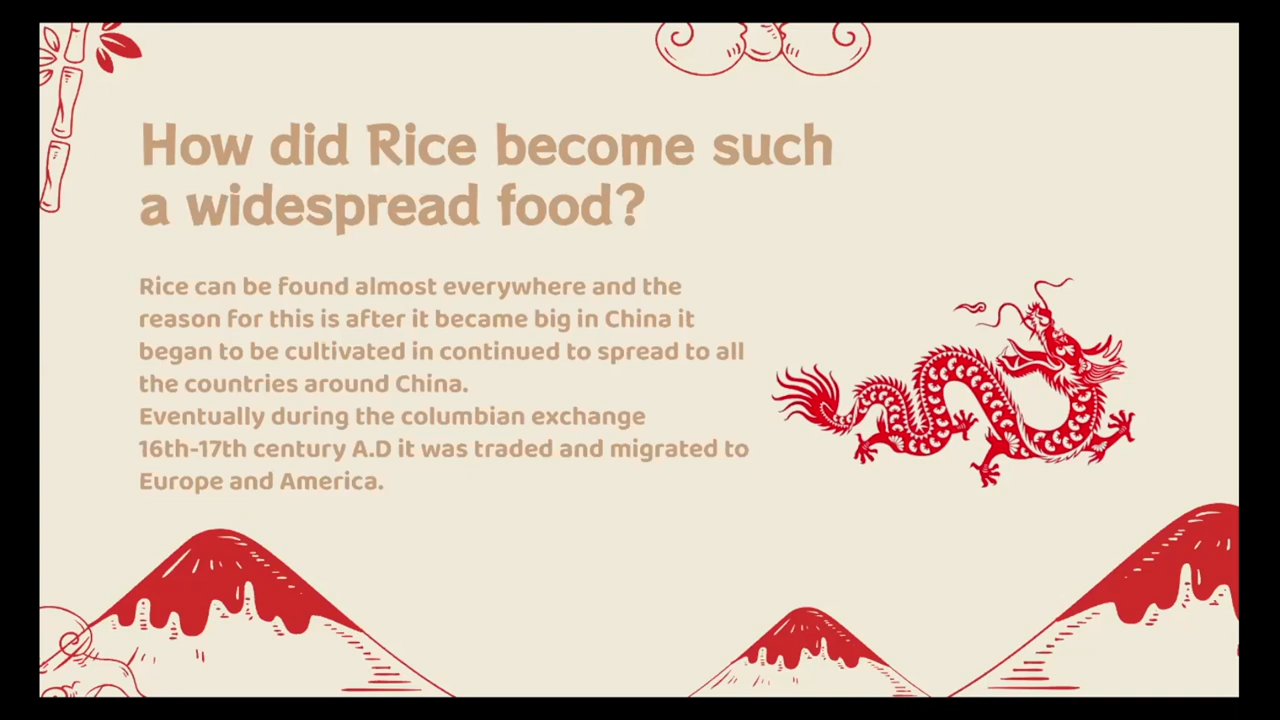 How did Rice become such
a widespread food?
Rice can be found almost everywhere and the
reason for this is after it became big in China it
began to be cultivated in continued to spread to all
the countries around China.
Eventually during the columbian exchange
16th-17th century A.D it was traded and migrated to
Europe and America.